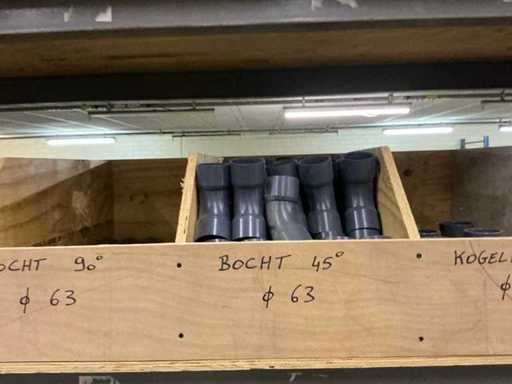 OCHT 90°
ϕ 63
BOCHT 45°
ϕ 63
KOGEL
ϕ